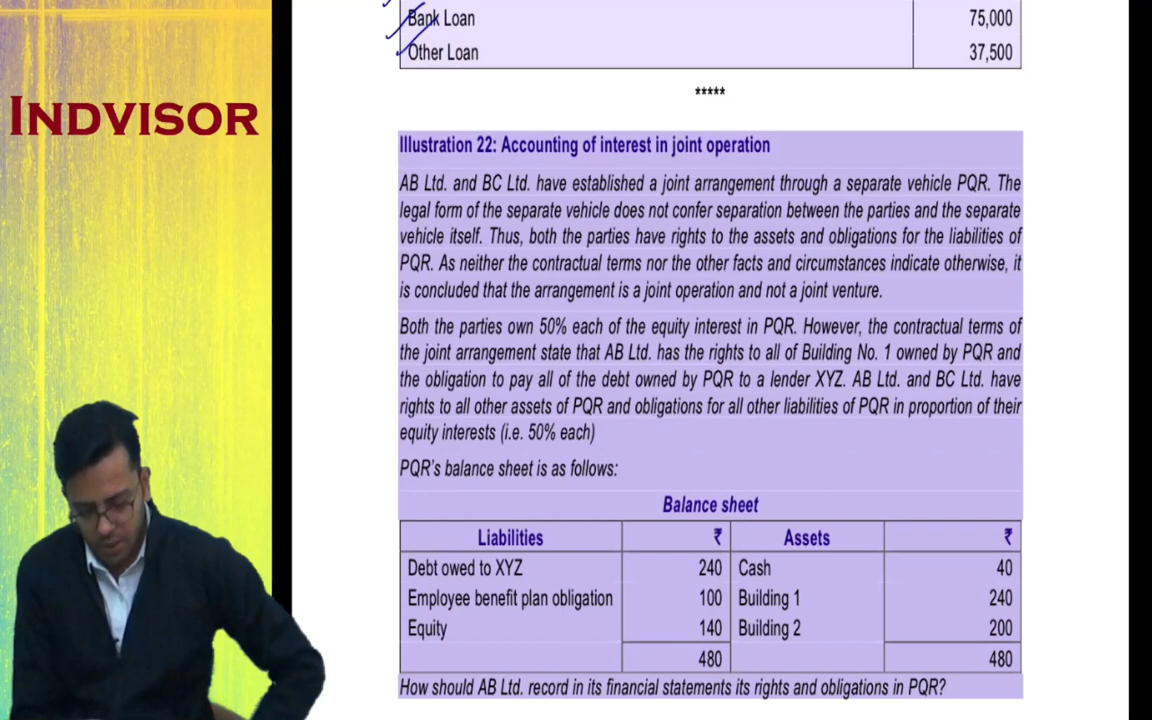 Bank Loan 75,000
Other Loan 37,500
INDVISOR
*****
Illustration 22: Accounting of interest in joint operation
AB Ltd. and BC Ltd. have established a joint arrangement through a separate vehicle PQR. The
legal form of the separate vehicle does not confer separation between the parties and the separate
vehicle itself. Thus, both the parties have rights to the assets and obligations for the liabilities of
PQR. As neither the contractual terms nor the other facts and circumstances indicate otherwise, it
is concluded that the arrangement is a joint operation and not a joint venture.
Both the parties own 50% each of the equity interest in PQR. However, the contractual terms of
the joint arrangement state that AB Ltd. has the rights to all of Building No. 1 owned by PQR and
the obligation to pay all of the debt owned by PQR to a lender XYZ. AB Ltd. and BC Ltd. have
rights to all other assets of PQR and obligations for all other liabilities of PQR in proportion of their
equity interests (i.e. 50% each)
PQR's balance sheet is as follows:
Balance sheet
Liabilities ₹ Assets ₹
Debt owed to XYZ 240 Cash 40
Employee benefit plan obligation 100 Building 1 240
Equity 140 Building 2 200
480 480
How should AB Ltd. record in its financial statements its rights and obligations in PQR?